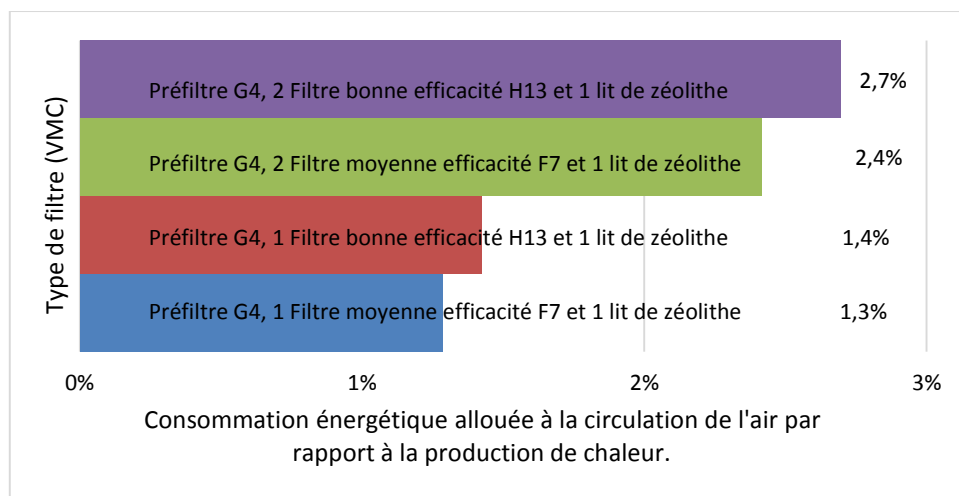 Type de filtre (VMC)
Préfiltre G4, 2 Filtre bonne efficacité H13 et 1 lit de zéolithe 2,7%
Préfiltre G4, 2 Filtre moyenne efficacité F7 et 1 lit de zéolithe 2,4%
Préfiltre G4, 1 Filtre bonne efficacité H13 et 1 lit de zéolithe 1,4%
Préfiltre G4, 1 Filtre moyenne efficacité F7 et 1 lit de zéolithe 1,3%
0% 1% 2% 3%
Consommation énergétique allouée à la circulation de l'air par
rapport à la production de chaleur.